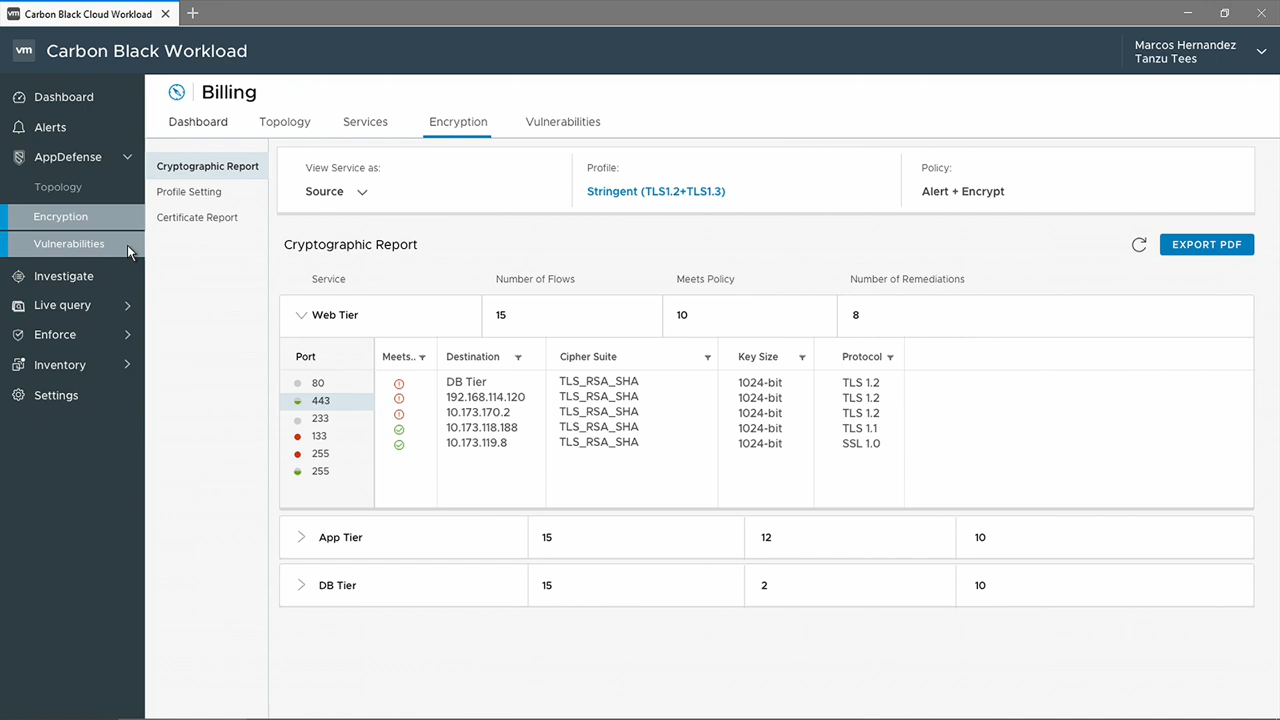 vm Carbon Black Cloud Workload
vm Carbon Black Workload
Marcos Hernandez
Tanzu Tees
Dashboard
Alerts
AppDefense
Topology
Encryption
Vulnerabilities
Investigate
Live query
Enforce
Inventory
Settings
Billing
Dashboard Topology Services Encryption Vulnerabilities
Cryptographic Report
Profile Setting
Certificate Report
View Service as: Profile: Policy:
Source Stringent (TLS1.2+TLS1.3) Alert + Encrypt
Cryptographic Report EXPORT PDF
Service Number of Flows Meets Policy Number of Remediations
Web Tier 15 10 8
Port Meets.. Destination Cipher Suite Key Size Protocol
80 DB Tier TLS_RSA_SHA 1024-bit TLS 1.2
443 192.168.114.120 TLS_RSA_SHA 1024-bit TLS 1.2
233 10.173.170.2 TLS_RSA_SHA 1024-bit TLS 1.2
133 10.173.118.188 TLS_RSA_SHA 1024-bit TLS 1.1
255 10.173.119.8 TLS_RSA_SHA 1024-bit SSL 1.0
255
App Tier 15 12 10
DB Tier 15 2 10